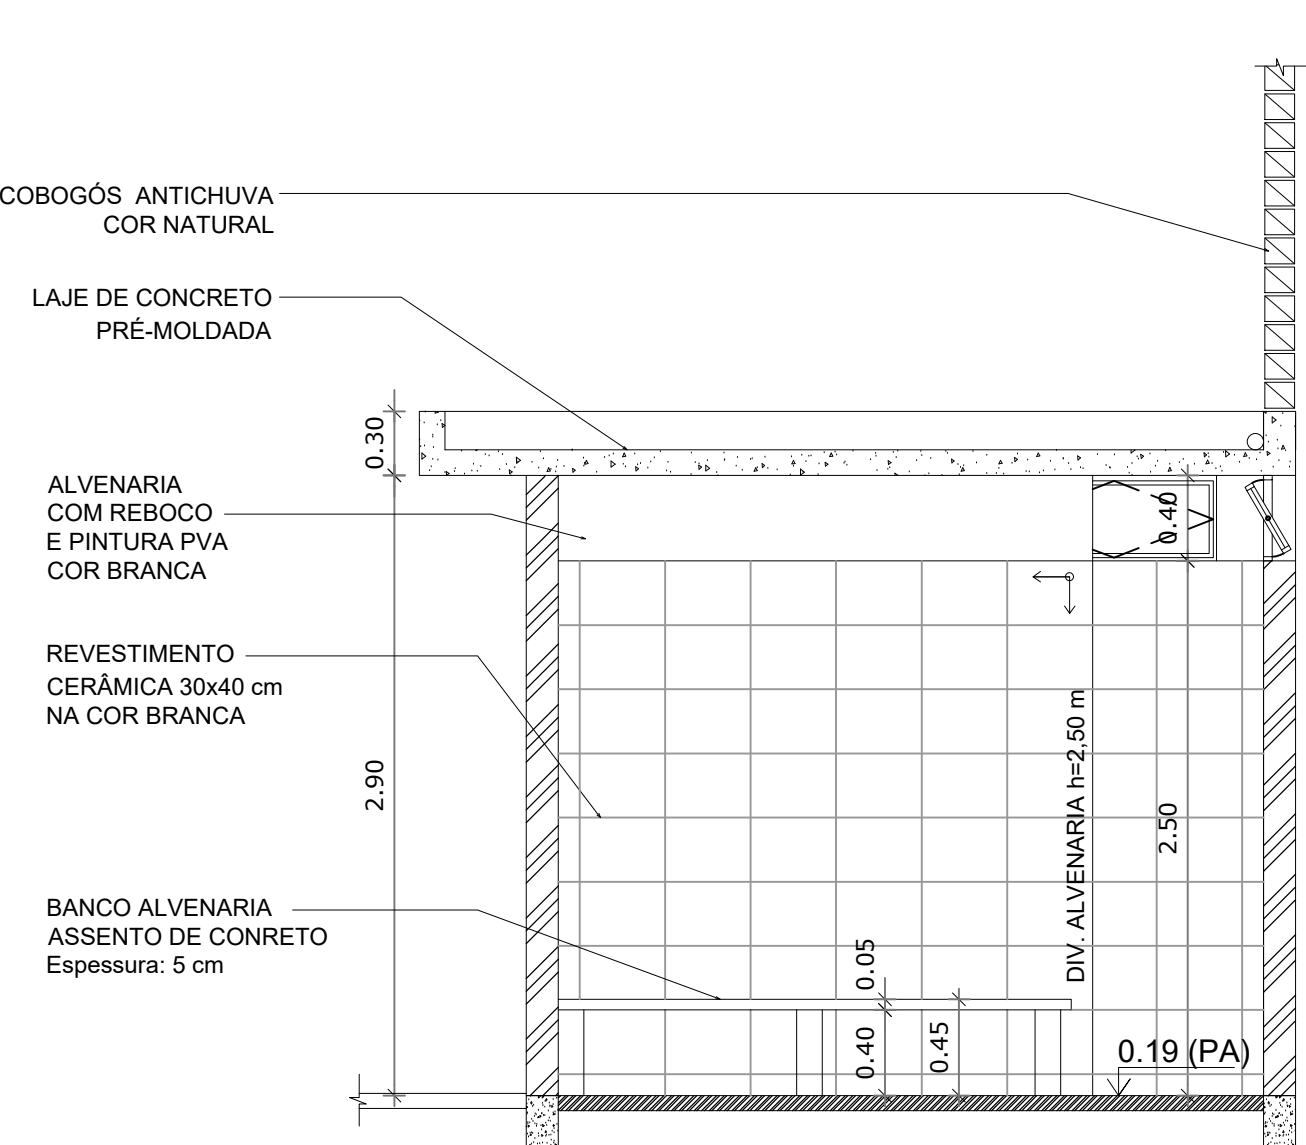 COBOGÓS ANTICHUVA
COR NATURAL
LAJE DE CONCRETO
PRÉ-MOLDADA
0.30
ALVENARIA
COM REBOCO
E PINTURA PVA
COR BRANCA
0.40
REVESTIMENTO
CERÂMICA 30x40 cm
NA COR BRANCA
2.90
DIV. ALVENARIA h=2,50 m
2.50
BANCO ALVENARIA
ASSENTO DE CONRETO
Espessura: 5 cm
0.05
0.40
0.45
0.19 (PA)